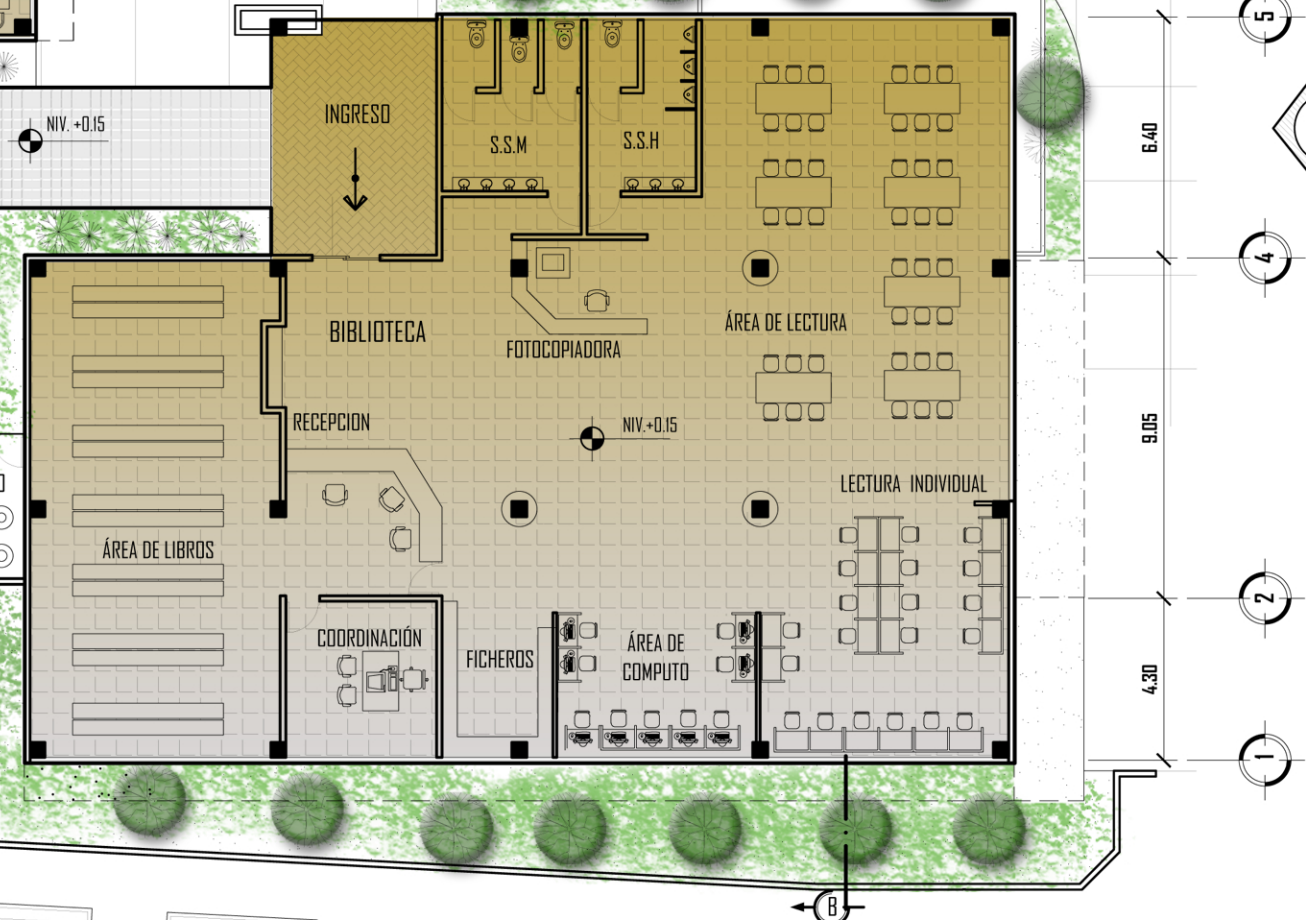 5
NIV. +0.15
INGRESO
S.S.M
S.S.H
6.40
4
BIBLIOTECA
ÁREA DE LECTURA
FOTOCOPIADORA
RECEPCION
NIV.+0.15
9.05
LECTURA INDIVIDUAL
ÁREA DE LIBROS
2
COORDINACIÓN
FICHEROS
ÁREA DE
COMPUTO
4.30
1
B